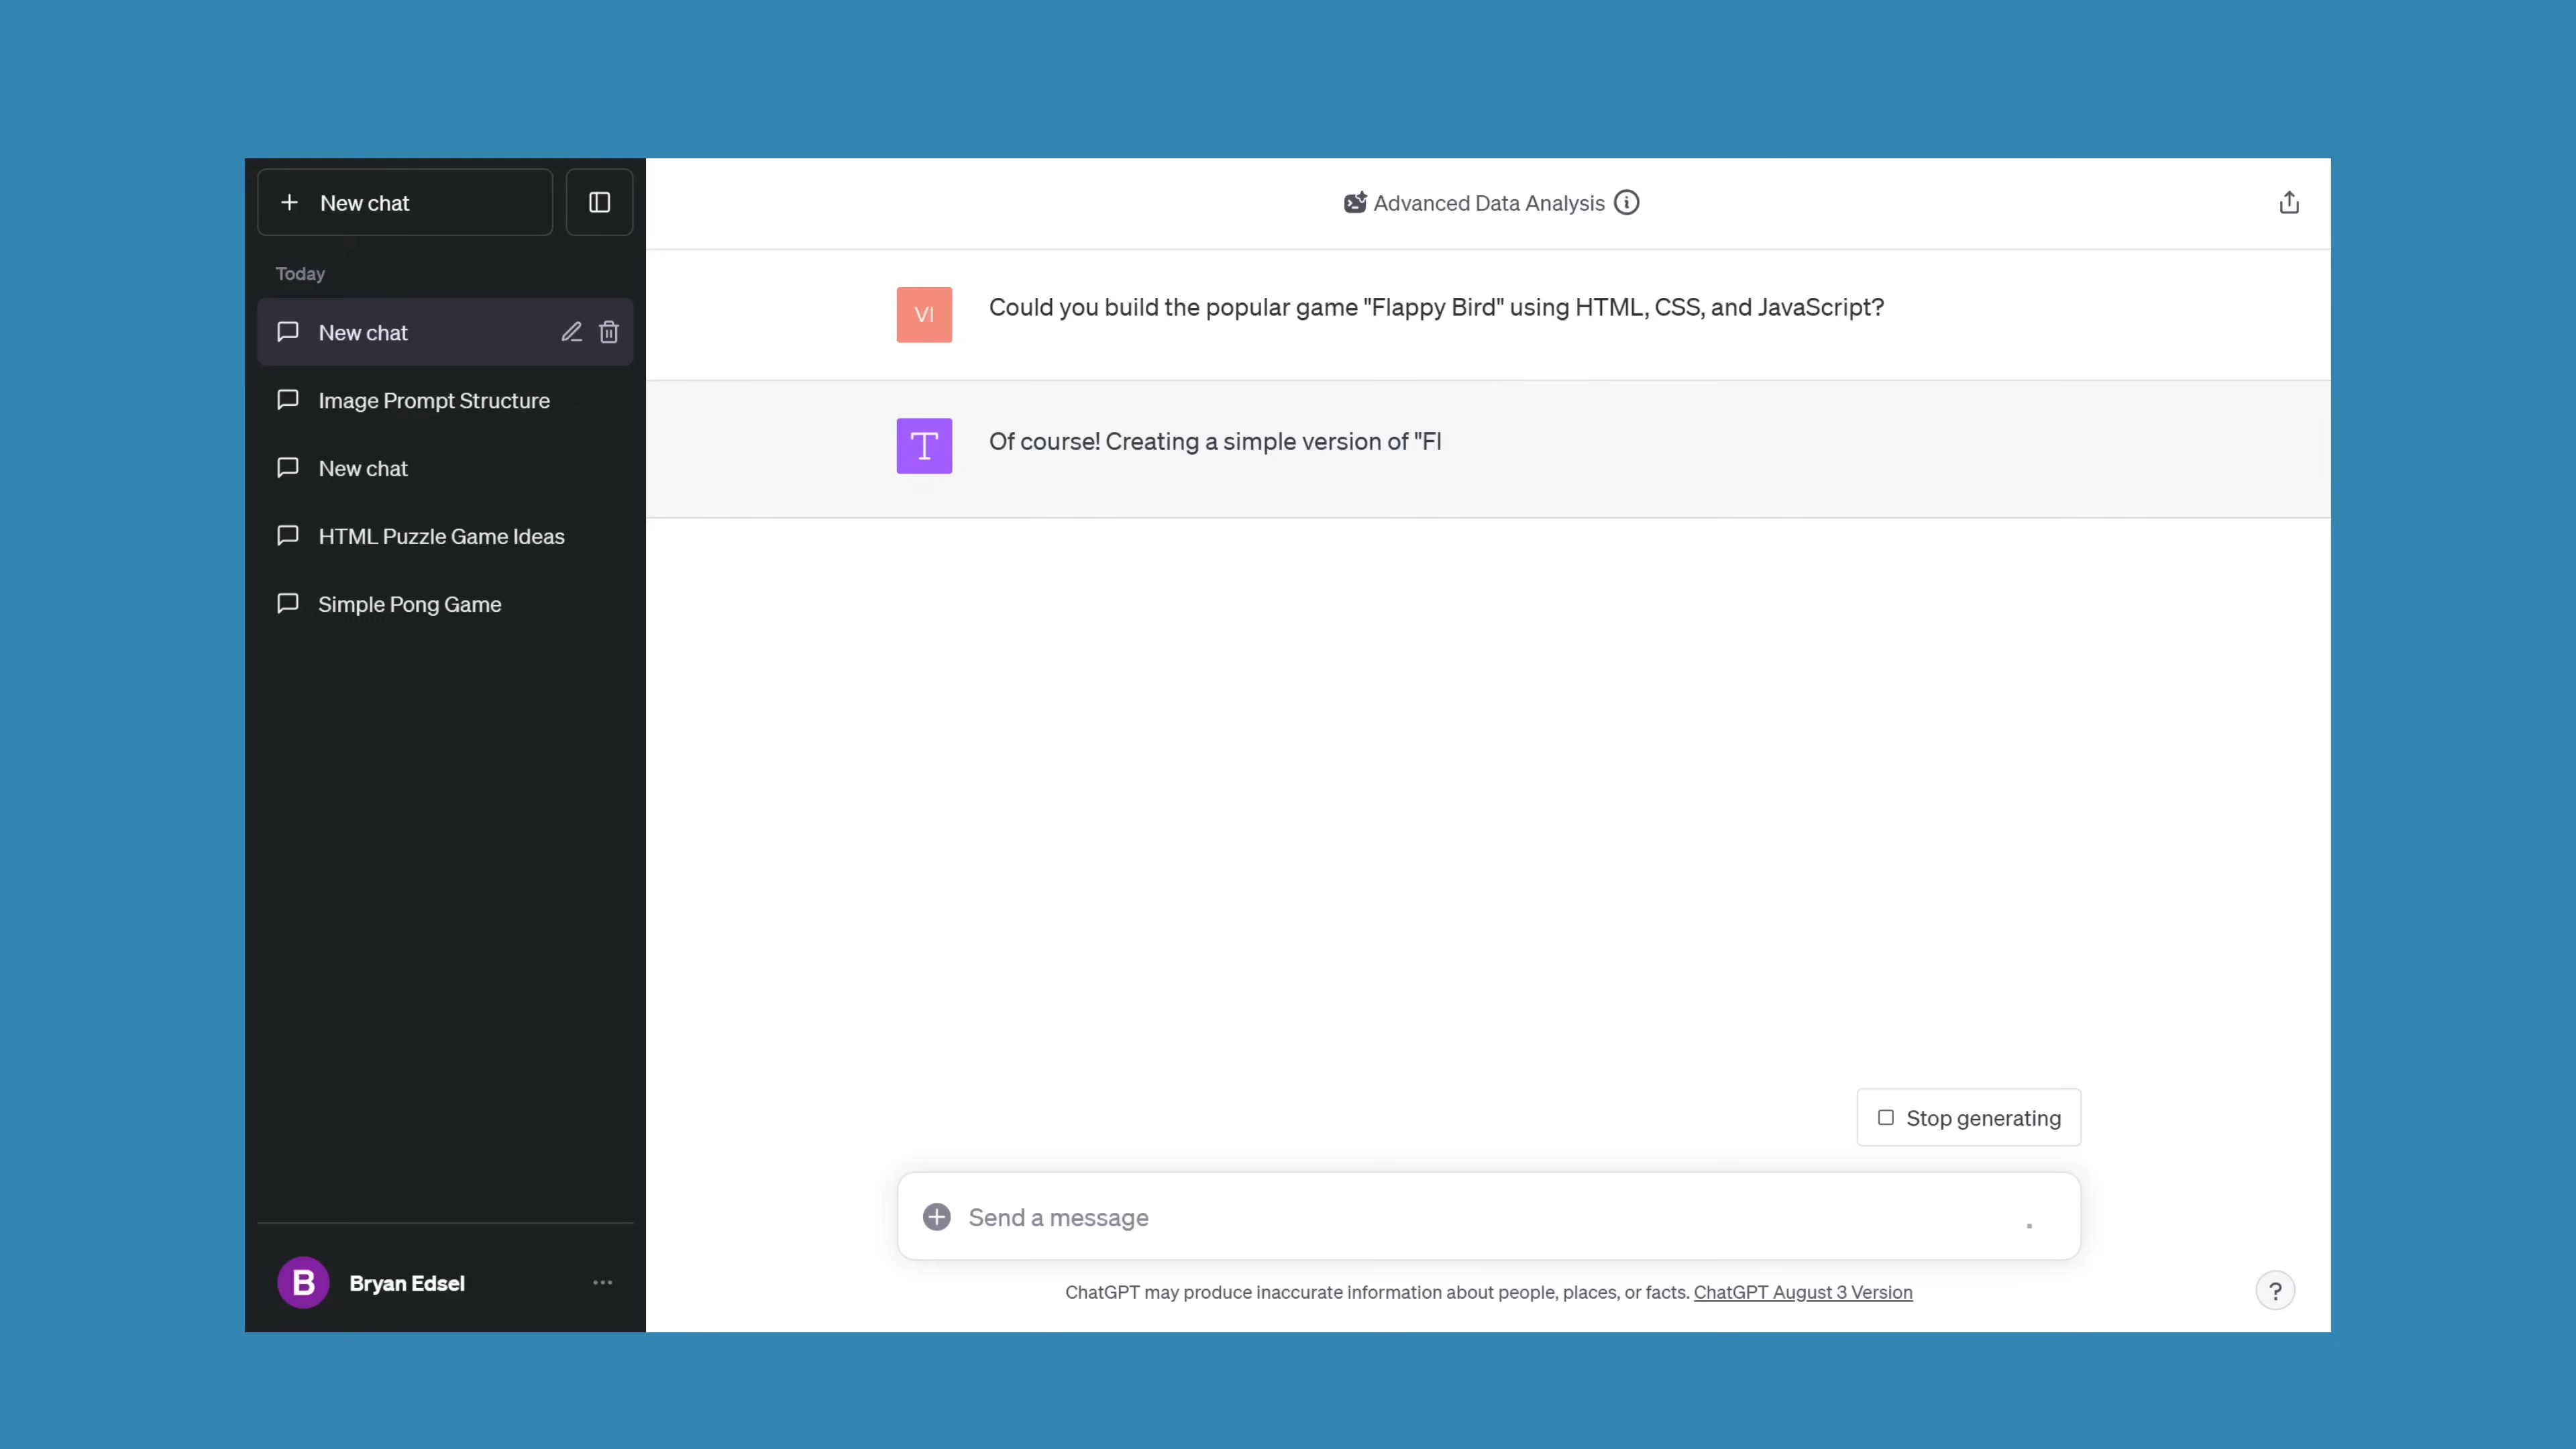 New chat
Today
New chat
Image Prompt Structure
New chat
HTML Puzzle Game Ideas
Simple Pong Game
B
Bryan Edsel
Advanced Data Analysis
VI
Could you build the popular game "Flappy Bird" using HTML, CSS, and JavaScript?
T
Of course! Creating a simple version of "Fl
Stop generating
Send a message
ChatGPT may produce inaccurate information about people, places, or facts. ChatGPT August 3 Version
?